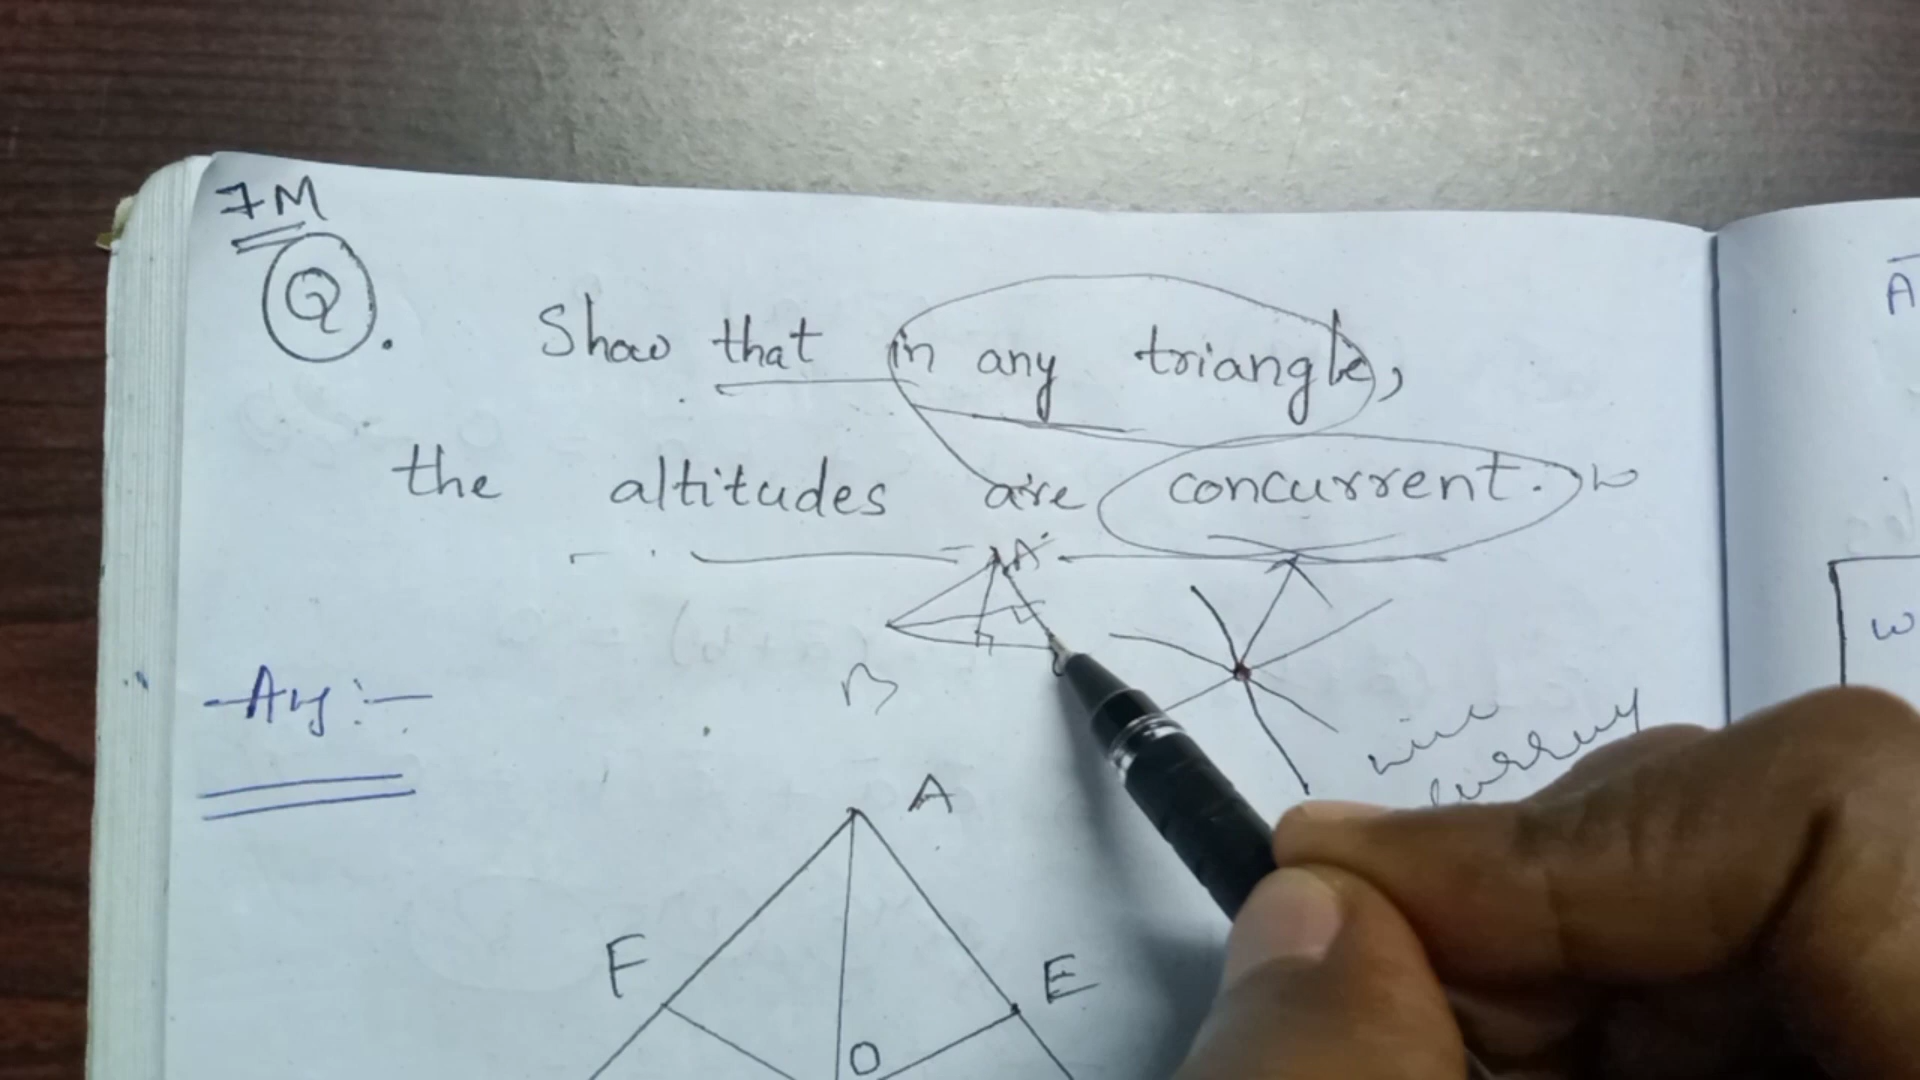 7M
Q.
Show that in any triangle,
the altitudes are concurrent.
A
B
Ans:-
A
F
E
O
A
w